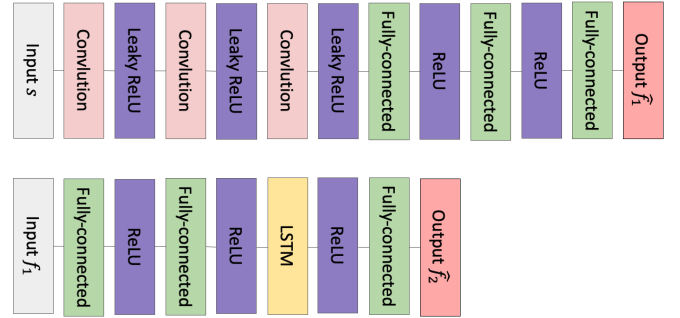 Input s
Convlution
Leaky ReLU
Convlution
Leaky ReLU
Convlution
Leaky ReLU
Fully-connected
ReLU
Fully-connected
ReLU
Fully-connected
Output f̂₁
Input f₁
Fully-connected
ReLU
Fully-connected
ReLU
LSTM
ReLU
Fully-connected
Output f̂₂